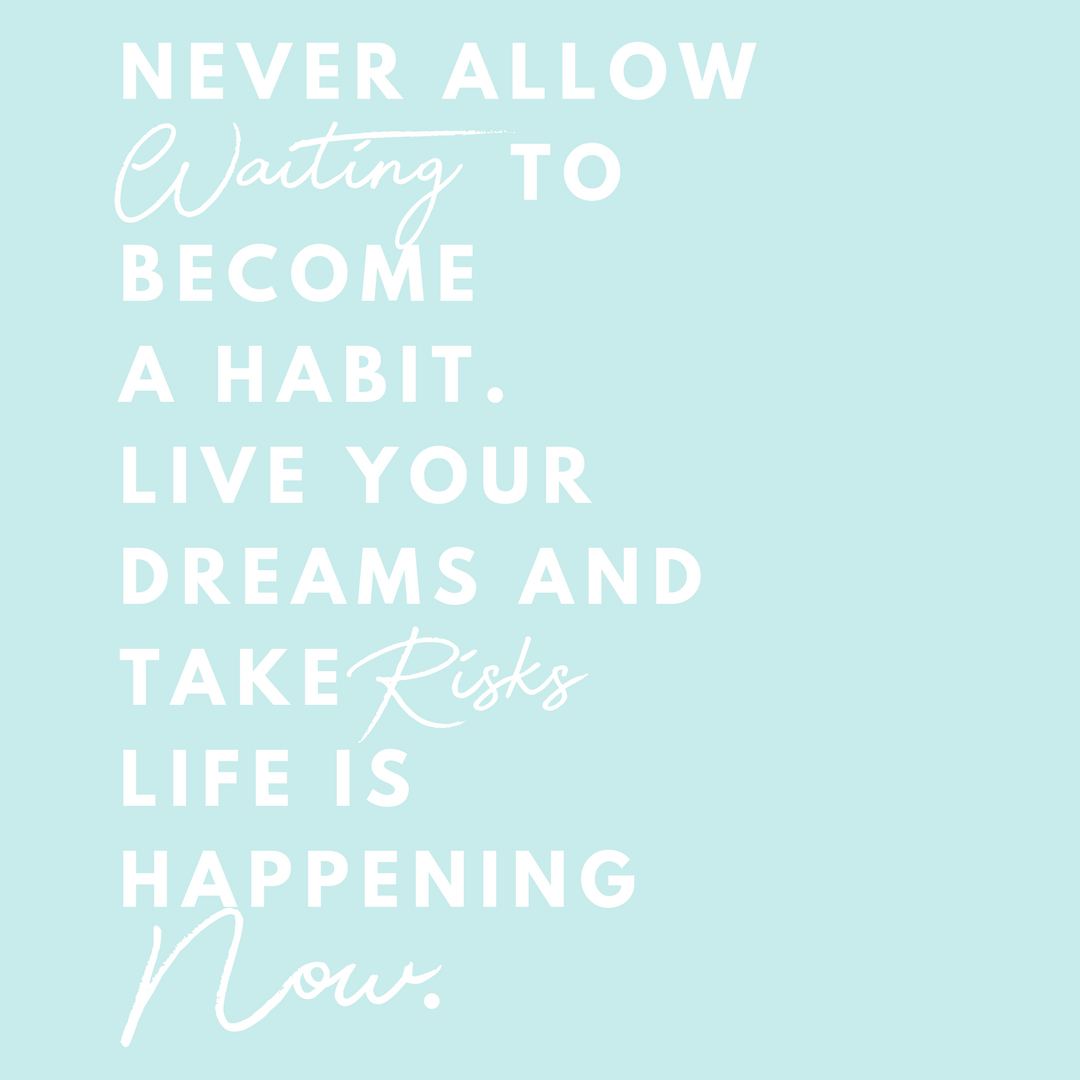 NEVER ALLOW
Waiting TO
BECOME
A HABIT.
LIVE YOUR
DREAMS AND
TAKE Risks
LIFE IS
HAPPENING
Now.